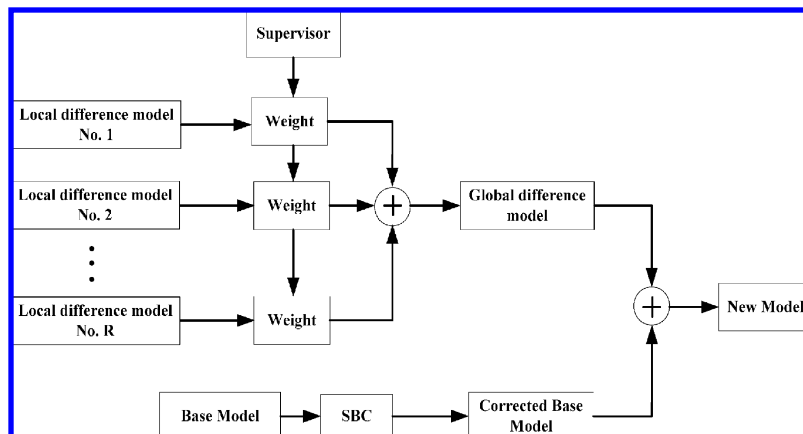 Supervisor
Local difference model
No. 1
Weight
Local difference model
No. 2
Weight
+
Global difference
model
Local difference model
No. R
Weight
+
New Model
Base Model
SBC
Corrected Base
Model